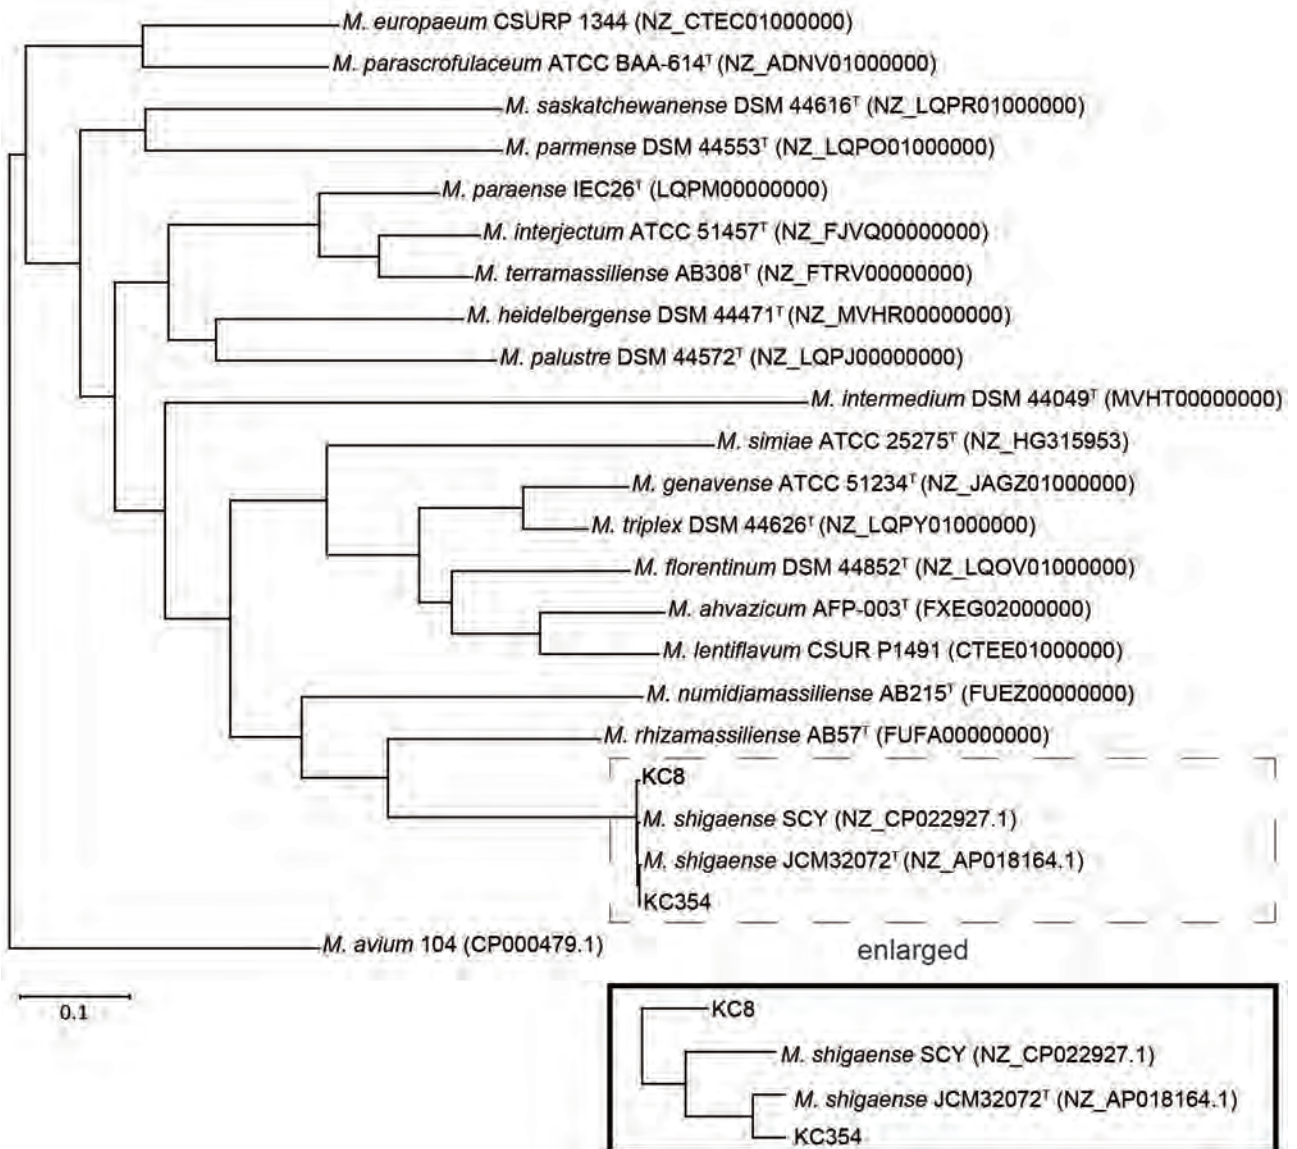 M. europaeum CSURP 1344 (NZ_CTEC01000000)
M. parascrofulaceum ATCC BAA-614ᵀ (NZ_ADNV01000000)
M. saskatchewanense DSM 44616ᵀ (NZ_LQPR01000000)
M. parmense DSM 44553ᵀ (NZ_LQPO01000000)
M. paraense IEC26ᵀ (LQPM00000000)
M. interjectum ATCC 51457ᵀ (NZ_FJVQ00000000)
M. terramassiliense AB308ᵀ (NZ_FTRV00000000)
M. heidelbergense DSM 44471ᵀ (NZ_MVHR00000000)
M. palustre DSM 44572ᵀ (NZ_LQPJ00000000)
M. intermedium DSM 44049ᵀ (MVHT00000000)
M. simiae ATCC 25275ᵀ (NZ_HG315953)
M. genavense ATCC 51234ᵀ (NZ_JAGZ01000000)
M. triplex DSM 44626ᵀ (NZ_LQPY01000000)
M. florentinum DSM 44852ᵀ (NZ_LQOV01000000)
M. ahvazicum AFP-003ᵀ (FXEG02000000)
M. lentiflavum CSUR P1491 (CTEE01000000)
M. numidiamassiliense AB215ᵀ (FUEZ00000000)
M. rhizamassiliense AB57ᵀ (FUFA00000000)
KC8
M. shigaense SCY (NZ_CP022927.1)
M. shigaense JCM32072ᵀ (NZ_AP018164.1)
KC354
M. avium 104 (CP000479.1)
enlarged
0.1
KC8
M. shigaense SCY (NZ_CP022927.1)
M. shigaense JCM32072ᵀ (NZ_AP018164.1)
KC354